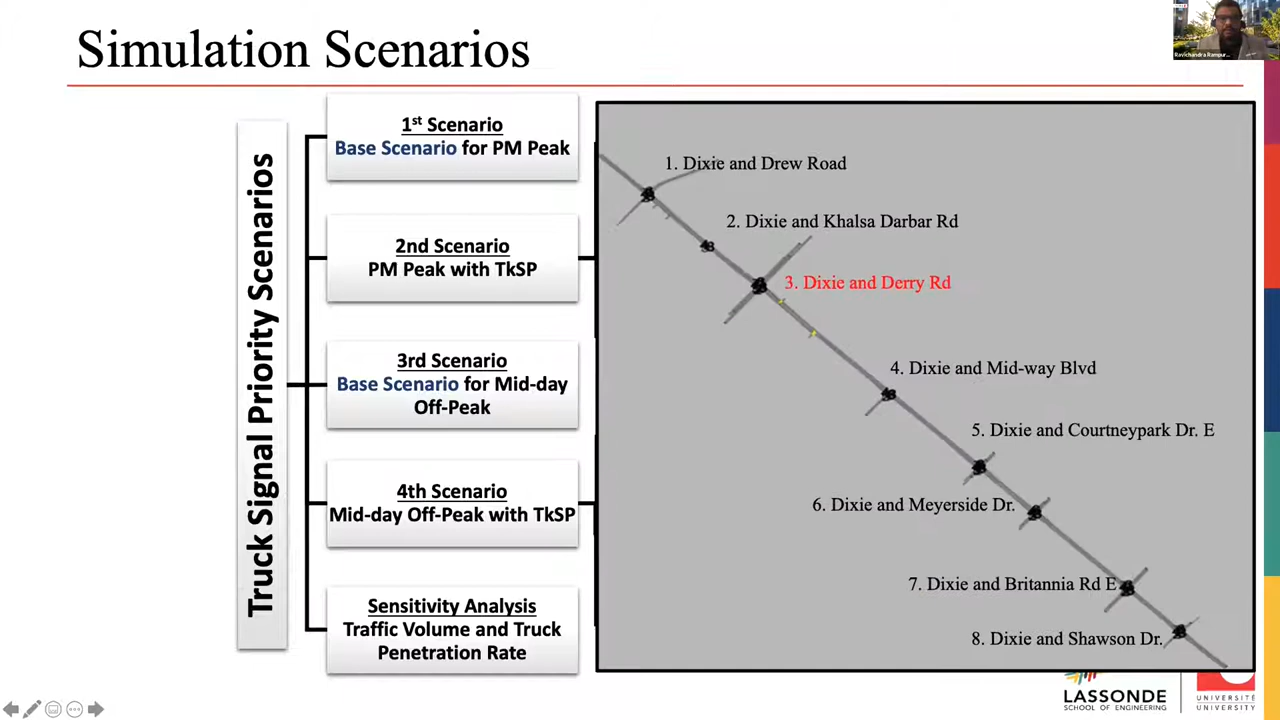 Simulation Scenarios
Truck Signal Priority Scenarios
1st Scenario
Base Scenario for PM Peak
2nd Scenario
PM Peak with TkSP
3rd Scenario
Base Scenario for Mid-day
Off-Peak
4th Scenario
Mid-day Off-Peak with TkSP
Sensitivity Analysis
Traffic Volume and Truck
Penetration Rate
1. Dixie and Drew Road
2. Dixie and Khalsa Darbar Rd
3. Dixie and Derry Rd
4. Dixie and Mid-way Blvd
5. Dixie and Courtneypark Dr. E
6. Dixie and Meyerside Dr.
7. Dixie and Britannia Rd E
8. Dixie and Shawson Dr.
LASSONDE
SCHOOL OF ENGINEERING
UNIVERSITÉ
UNIVERSITY
Ravichandra Rampur...